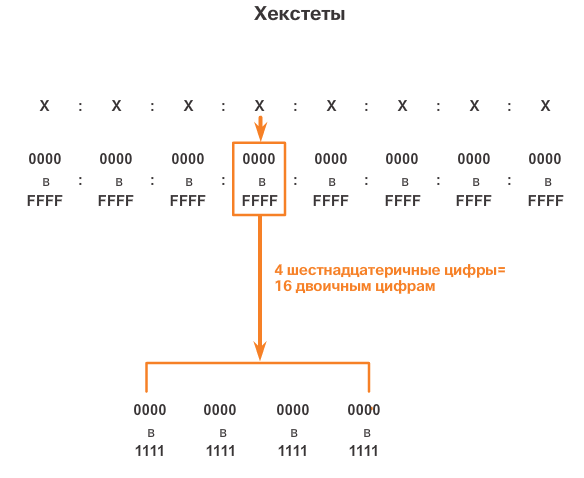 Хекстеты
X : X : X : X : X : X : X : X
0000 0000 0000 0000 0000 0000 0000 0000
в : в : в : в : в : в : в : в
FFFF FFFF FFFF FFFF FFFF FFFF FFFF FFFF
4 шестнадцатеричные цифры=
16 двоичным цифрам
0000 0000 0000 0000
в в в в
1111 1111 1111 1111